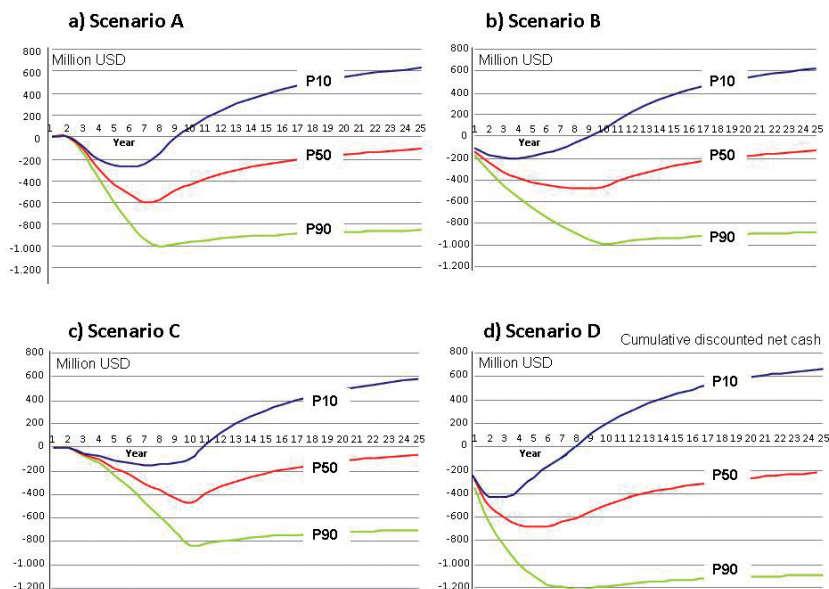 a) Scenario A
800
Million USD
P10
600
400
200
0
1 2 3 4 5 6 7 8 9 10 11 12 13 14 15 16 17 18 19 20 21 22 23 24 25
Year
-200
P50
-400
-600
-800
P90
-1.000
-1.200
b) Scenario B
800
Million USD
P10
600
400
200
0
1 2 3 4 5 6 7 8 9 10 11 12 13 14 15 16 17 18 19 20 21 22 23 24 25
Year
-200
P50
-400
-600
-800
P90
-1.000
-1.200
c) Scenario C
800
Million USD
600
P10
400
200
0
1 2 3 4 5 6 7 8 9 10 11 12 13 14 15 16 17 18 19 20 21 22 23 24 25
Year
P50
-200
-400
-600
P90
-800
-1.000
-1.200
d) Scenario D
Cumulative discounted net cash
800
Million USD
P10
600
400
200
0
1 2 3 4 5 6 7 8 9 10 11 12 13 14 15 16 17 18 19 20 21 22 23 24 25
Year
-200
P50
-400
-600
-800
-1.000
P90
-1.200